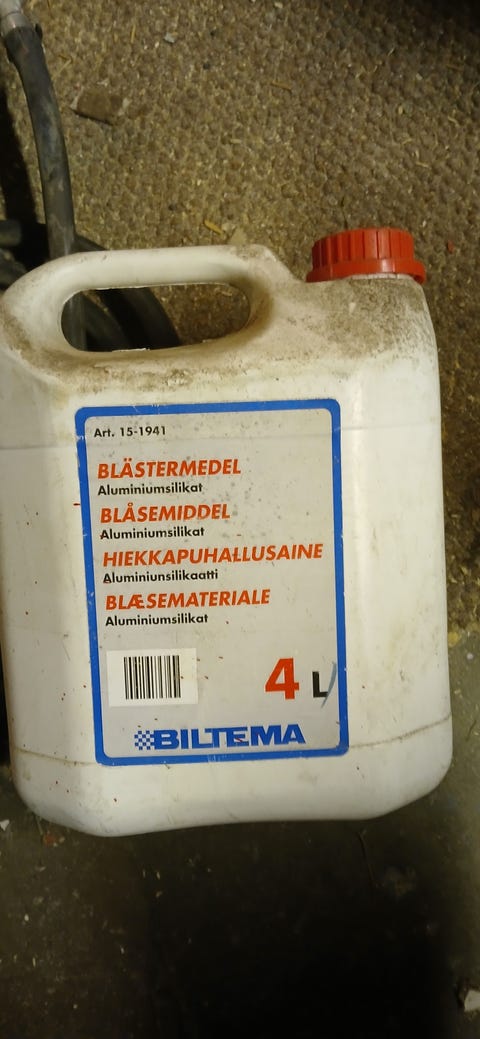 Art. 15-1941
BLÄSTERMEDEL
Aluminiumsilikat
BLÅSEMIDDEL
Aluminiumsilikat
HIEKKAPUHALLUSAINE
Aluminiunsilikaatti
BLÆSEMATERIALE
Aluminiumsilikat
4 L
BILTEMA